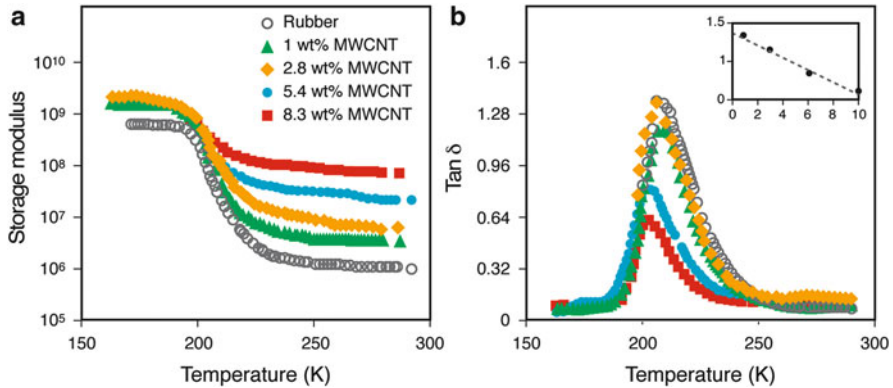 a
Rubber
1 wt% MWCNT
2.8 wt% MWCNT
5.4 wt% MWCNT
8.3 wt% MWCNT
Storage modulus
10¹⁰
10⁹
10⁸
10⁷
10⁶
10⁵
150 200 250 300
Temperature (K)
b
Tan δ
1.6
1.28
0.96
0.64
0.32
0
150 200 250 300
Temperature (K)
1.5
1
0
0 2 4 6 8 10